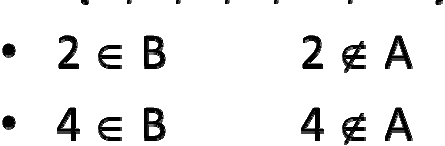 • 2 ∈ B 2 ∉ A
• 4 ∈ B 4 ∉ A